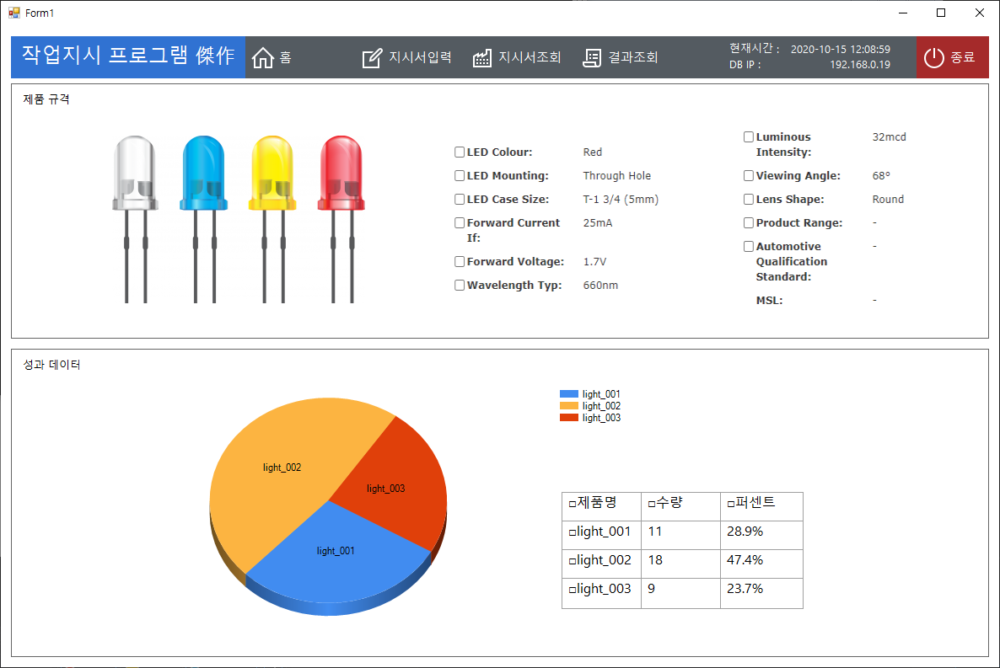 Form1
작업지시 프로그램 傑作
홈
지시서입력
지시서조회
결과조회
현재시간 : 2020-10-15 12:08:59
DB IP : 192.168.0.19
종료
제품 규격
LED Colour: Red
LED Mounting: Through Hole
LED Case Size: T-1 3/4 (5mm)
Forward Current 25mA
If:
Forward Voltage: 1.7V
Wavelength Typ: 660nm
Luminous 32mcd
Intensity:
Viewing Angle: 68°
Lens Shape: Round
Product Range: -
Automotive -
Qualification
Standard:
MSL: -
성과 데이터
light_002
light_003
light_001
light_001
light_002
light_003
□제품명 □수량 □퍼센트
□light_001 11 28.9%
□light_002 18 47.4%
□light_003 9 23.7%